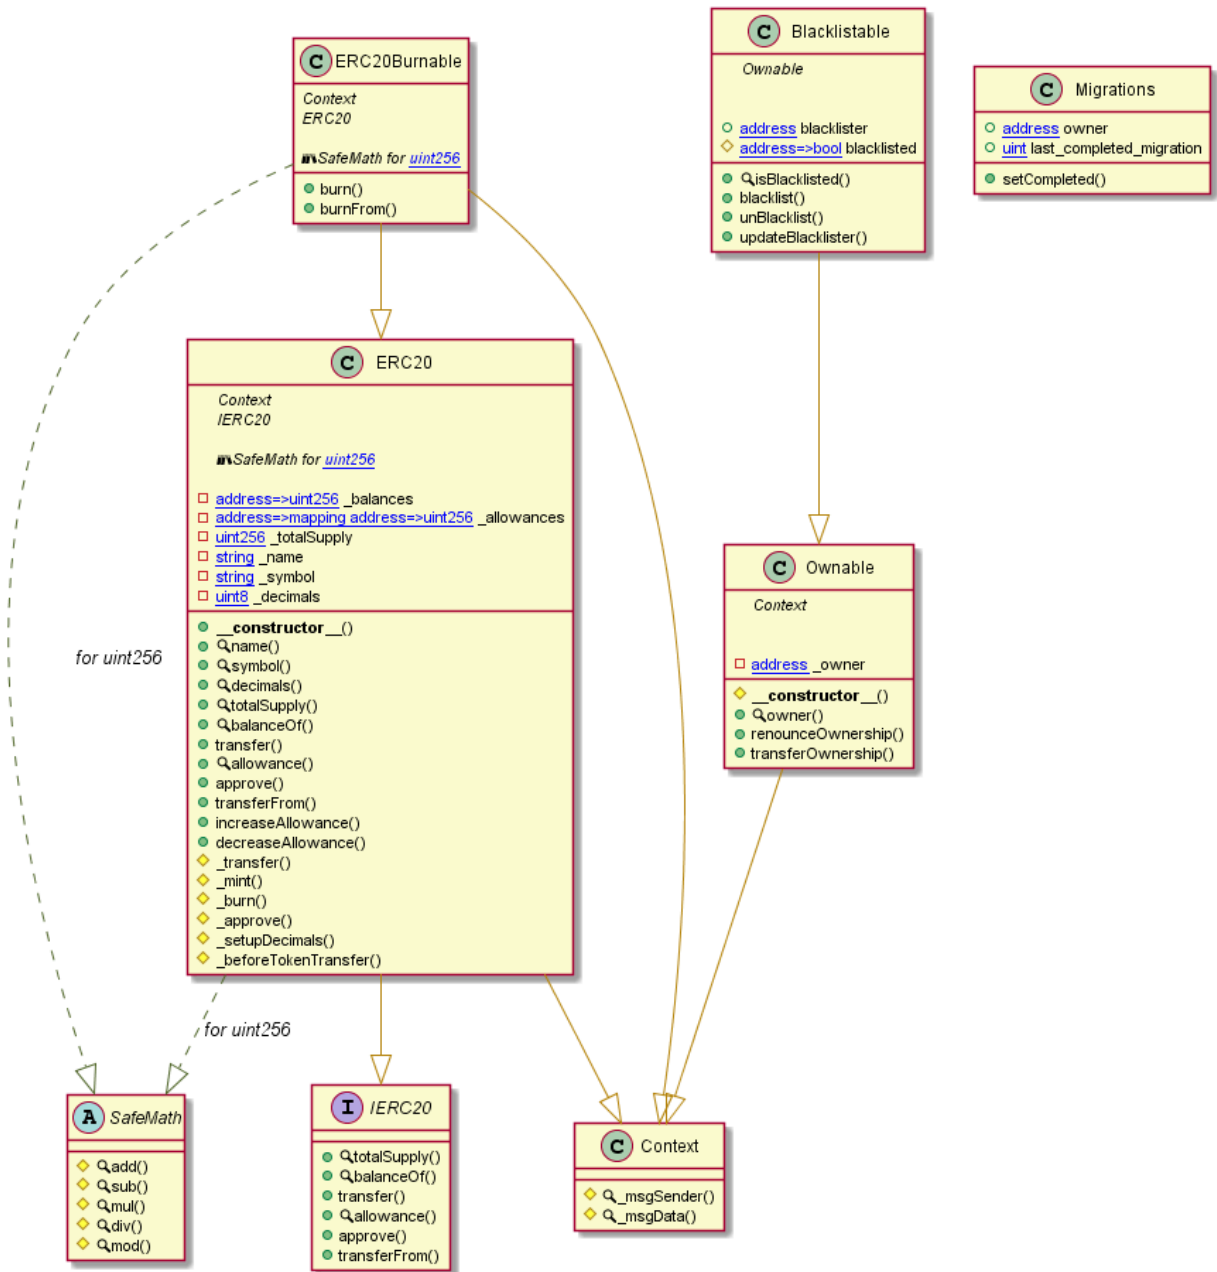 C ERC20Burnable
Context
ERC20
SafeMath for uint256
burn()
burnFrom()
C Blacklistable
Ownable
address blacklister
address=>bool blacklisted
isBlacklisted()
blacklist()
unBlacklist()
updateBlacklister()
C Migrations
address owner
uint last_completed_migration
setCompleted()
C ERC20
Context
IERC20
SafeMath for uint256
address=>uint256 _balances
address=>mapping address=>uint256 _allowances
uint256 _totalSupply
string _name
string _symbol
uint8 _decimals
__constructor__()
name()
symbol()
decimals()
totalSupply()
balanceOf()
transfer()
allowance()
approve()
transferFrom()
increaseAllowance()
decreaseAllowance()
_transfer()
_mint()
_burn()
_approve()
_setupDecimals()
_beforeTokenTransfer()
C Ownable
Context
address _owner
__constructor__()
owner()
renounceOwnership()
transferOwnership()
for uint256
for uint256
A SafeMath
add()
sub()
mul()
div()
mod()
I IERC20
totalSupply()
balanceOf()
transfer()
allowance()
approve()
transferFrom()
C Context
_msgSender()
_msgData()